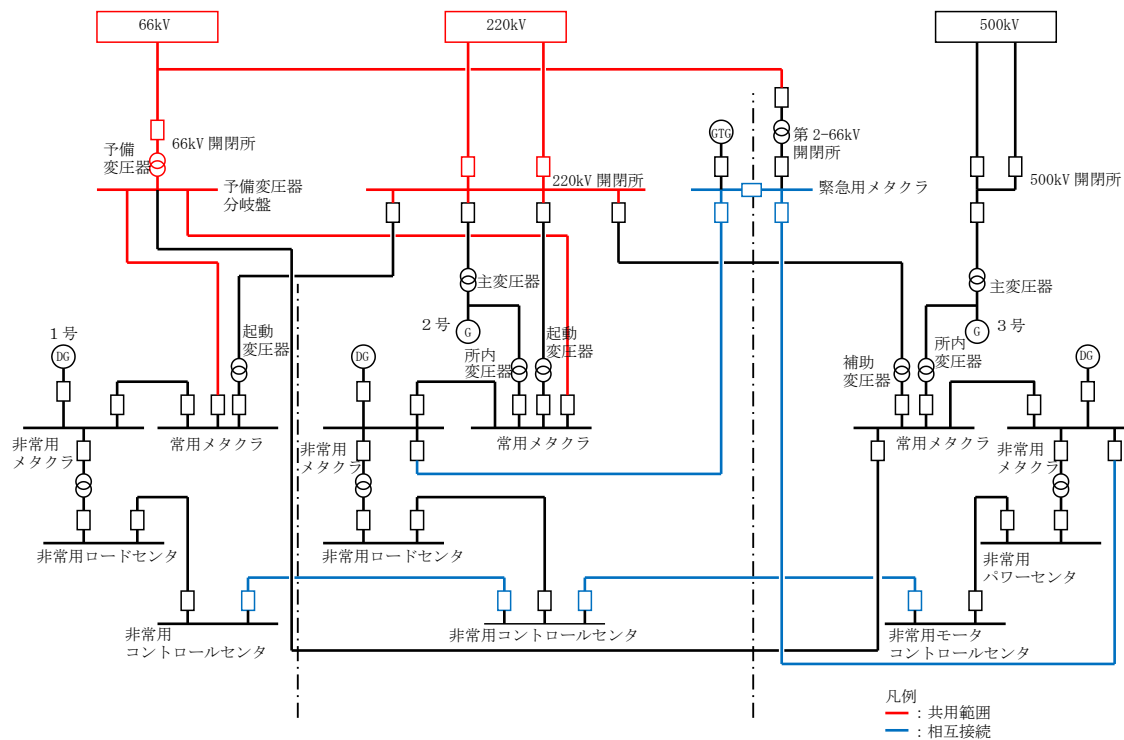 66kV
220kV
500kV
予備
変圧器
66kV 開閉所
GTG
第2-66kV
開閉所
予備変圧器
分岐盤
220kV 開閉所
緊急用メタクラ
500kV 開閉所
主変圧器
主変圧器
1号
DG
起動
変圧器
DG
2号
G
所内
変圧器
起動
変圧器
補助
変圧器
所内
変圧器
G
3号
DG
非常用
メタクラ
常用メタクラ
非常用
メタクラ
常用メタクラ
常用メタクラ
非常用
メタクラ
非常用ロードセンタ
非常用ロードセンタ
非常用
パワーセンタ
非常用
コントロールセンタ
非常用コントロールセンタ
非常用モータ
コントロールセンタ
凡例
：共用範囲
：相互接続